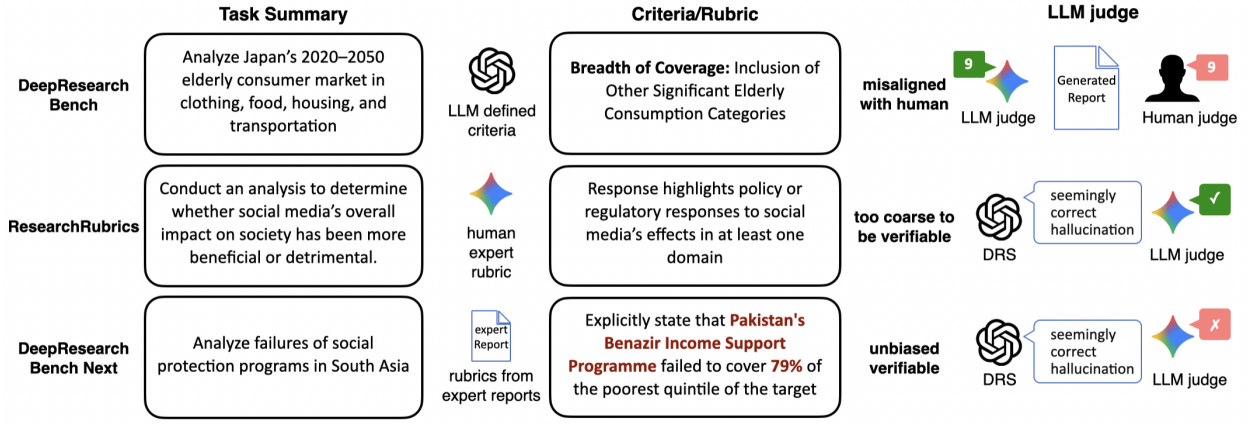 Task Summary
Criteria/Rubric
LLM judge
DeepResearch
Bench
Analyze Japan's 2020–2050
elderly consumer market in
clothing, food, housing, and
transportation
LLM defined
criteria
Breadth of Coverage: Inclusion of
Other Significant Elderly
Consumption Categories
misaligned
with human
9
LLM judge
Generated
Report
9
Human judge
ResearchRubrics
Conduct an analysis to determine
whether social media's overall
impact on society has been more
beneficial or detrimental.
human
expert
rubric
Response highlights policy or
regulatory responses to social
media's effects in at least one
domain
too coarse to
be verifiable
DRS
seemingly
correct
hallucination
✓
LLM judge
DeepResearch
Bench Next
Analyze failures of social
protection programs in South Asia
expert
Report
rubrics from
expert reports
Explicitly state that Pakistan's
Benazir Income Support
Programme failed to cover 79% of
the poorest quintile of the target
unbiased
verifiable
DRS
seemingly
correct
hallucination
✗
LLM judge